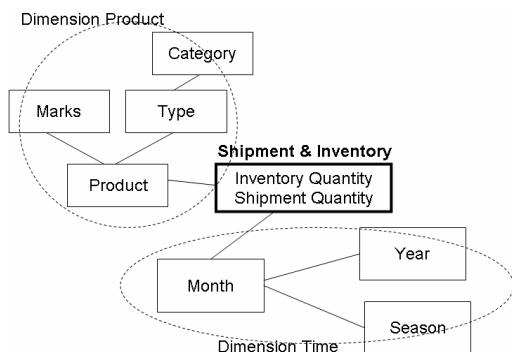 Dimension Product
Category
Marks
Type
Shipment & Inventory
Product
Inventory Quantity
Shipment Quantity
Year
Month
Season
Dimension Time